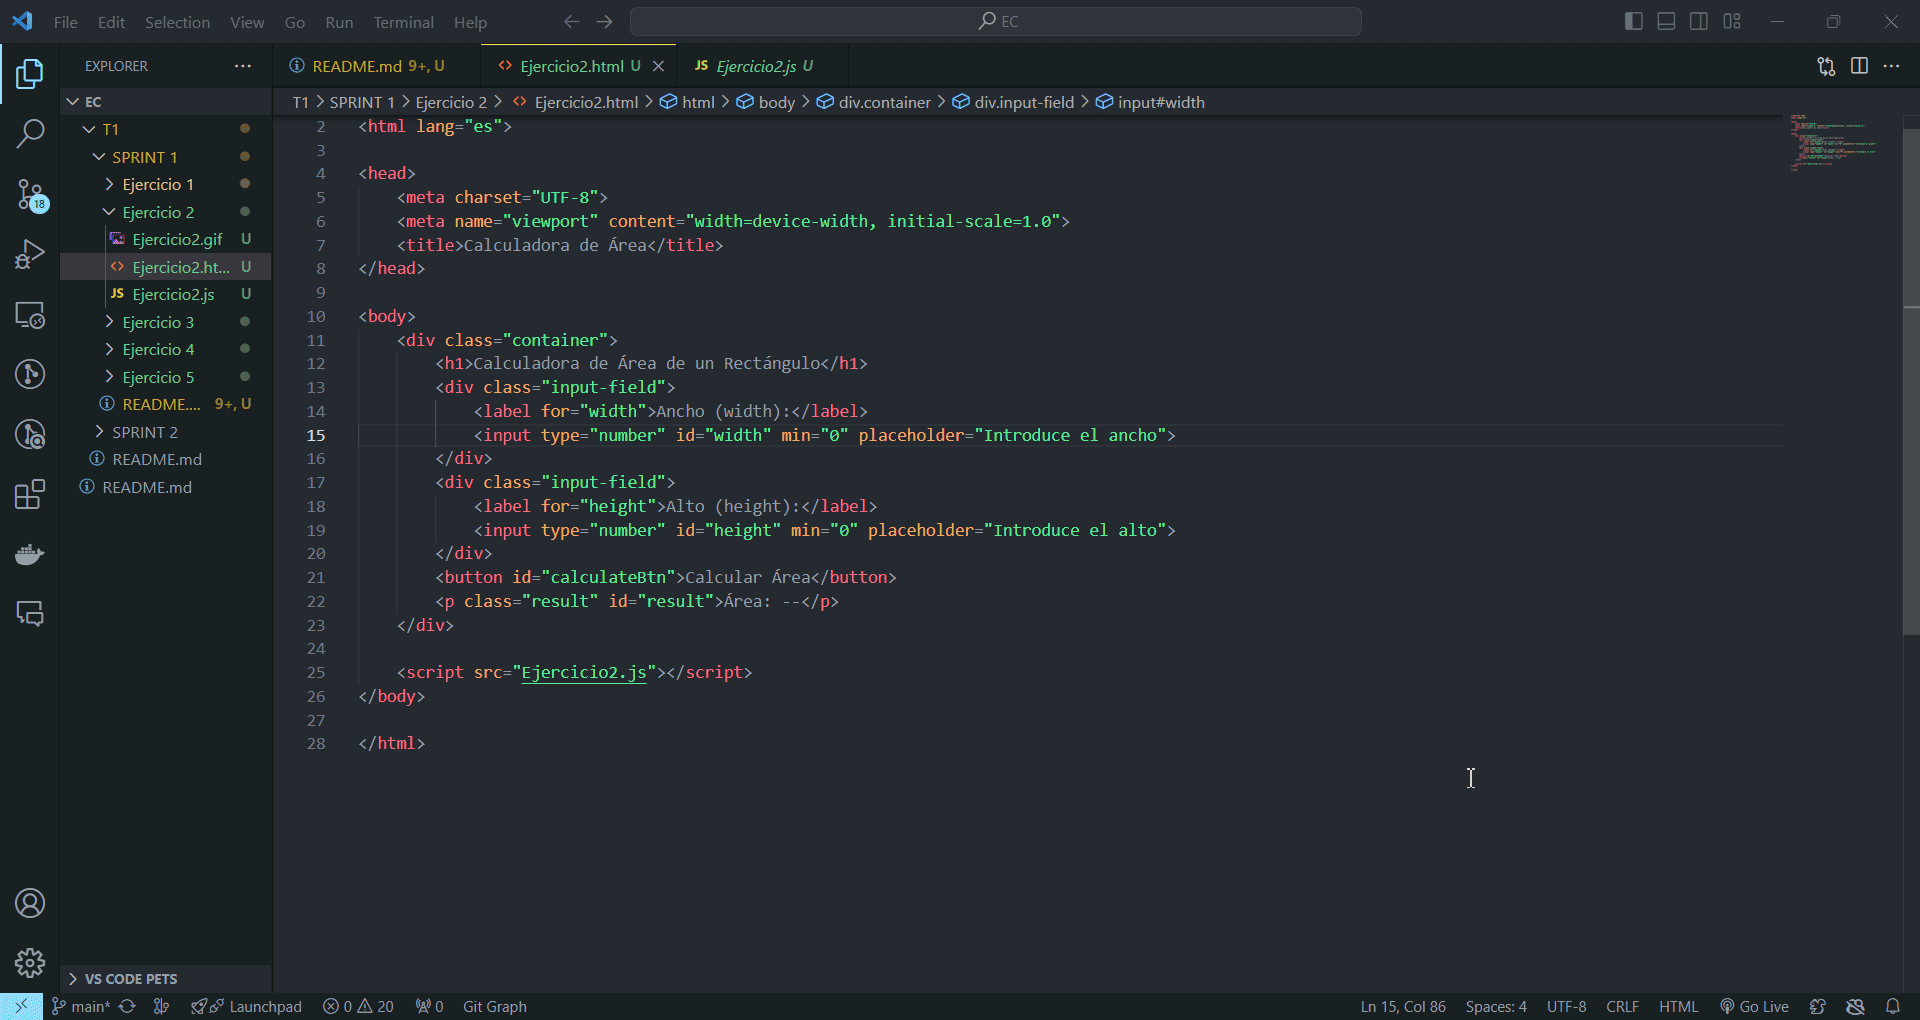 File Edit Selection View Go Run Terminal Help
EC
EXPLORER
README.md 9+, U
Ejercicio2.html U
JS Ejercicio2.js U
EC
T1 > SPRINT 1 > Ejercicio 2 > Ejercicio2.html > html > body > div.container > div.input-field > input#width
T1
SPRINT 1
Ejercicio 1
Ejercicio 2
Ejercicio2.gif U
Ejercicio2.ht... U
JS Ejercicio2.js U
Ejercicio 3
Ejercicio 4
Ejercicio 5
README.... 9+, U
SPRINT 2
README.md
README.md
18
2 <html lang="es">
3
4 <head>
5 <meta charset="UTF-8">
6 <meta name="viewport" content="width=device-width, initial-scale=1.0">
7 <title>Calculadora de Área</title>
8 </head>
9
10 <body>
11 <div class="container">
12 <h1>Calculadora de Área de un Rectángulo</h1>
13 <div class="input-field">
14 <label for="width">Ancho (width):</label>
15 <input type="number" id="width" min="0" placeholder="Introduce el ancho">
16 </div>
17 <div class="input-field">
18 <label for="height">Alto (height):</label>
19 <input type="number" id="height" min="0" placeholder="Introduce el alto">
20 </div>
21 <button id="calculateBtn">Calcular Área</button>
22 <p class="result" id="result">Área: --</p>
23 </div>
24
25 <script src="Ejercicio2.js"></script>
26 </body>
27
28 </html>
VS CODE PETS
main* Launchpad 0 20 0 Git Graph
Ln 15, Col 86 Spaces: 4 UTF-8 CRLF HTML Go Live